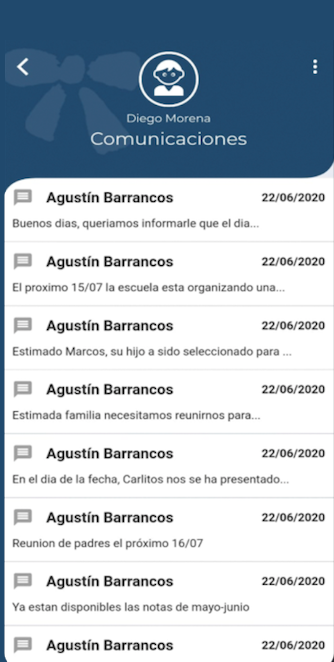 Diego Morena
Comunicaciones
Agustín Barrancos 22/06/2020
Buenos dias, queriamos informarle que el dia...
Agustín Barrancos 22/06/2020
El proximo 15/07 la escuela esta organizando una...
Agustín Barrancos 22/06/2020
Estimado Marcos, su hijo a sido seleccionado para ...
Agustín Barrancos 22/06/2020
Estimada familia necesitamos reunirnos para...
Agustín Barrancos 22/06/2020
En el dia de la fecha, Carlitos nos se ha presentado...
Agustín Barrancos 22/06/2020
Reunion de padres el próximo 16/07
Agustín Barrancos 22/06/2020
Ya estan disponibles las notas de mayo-junio
Agustín Barrancos 22/06/2020